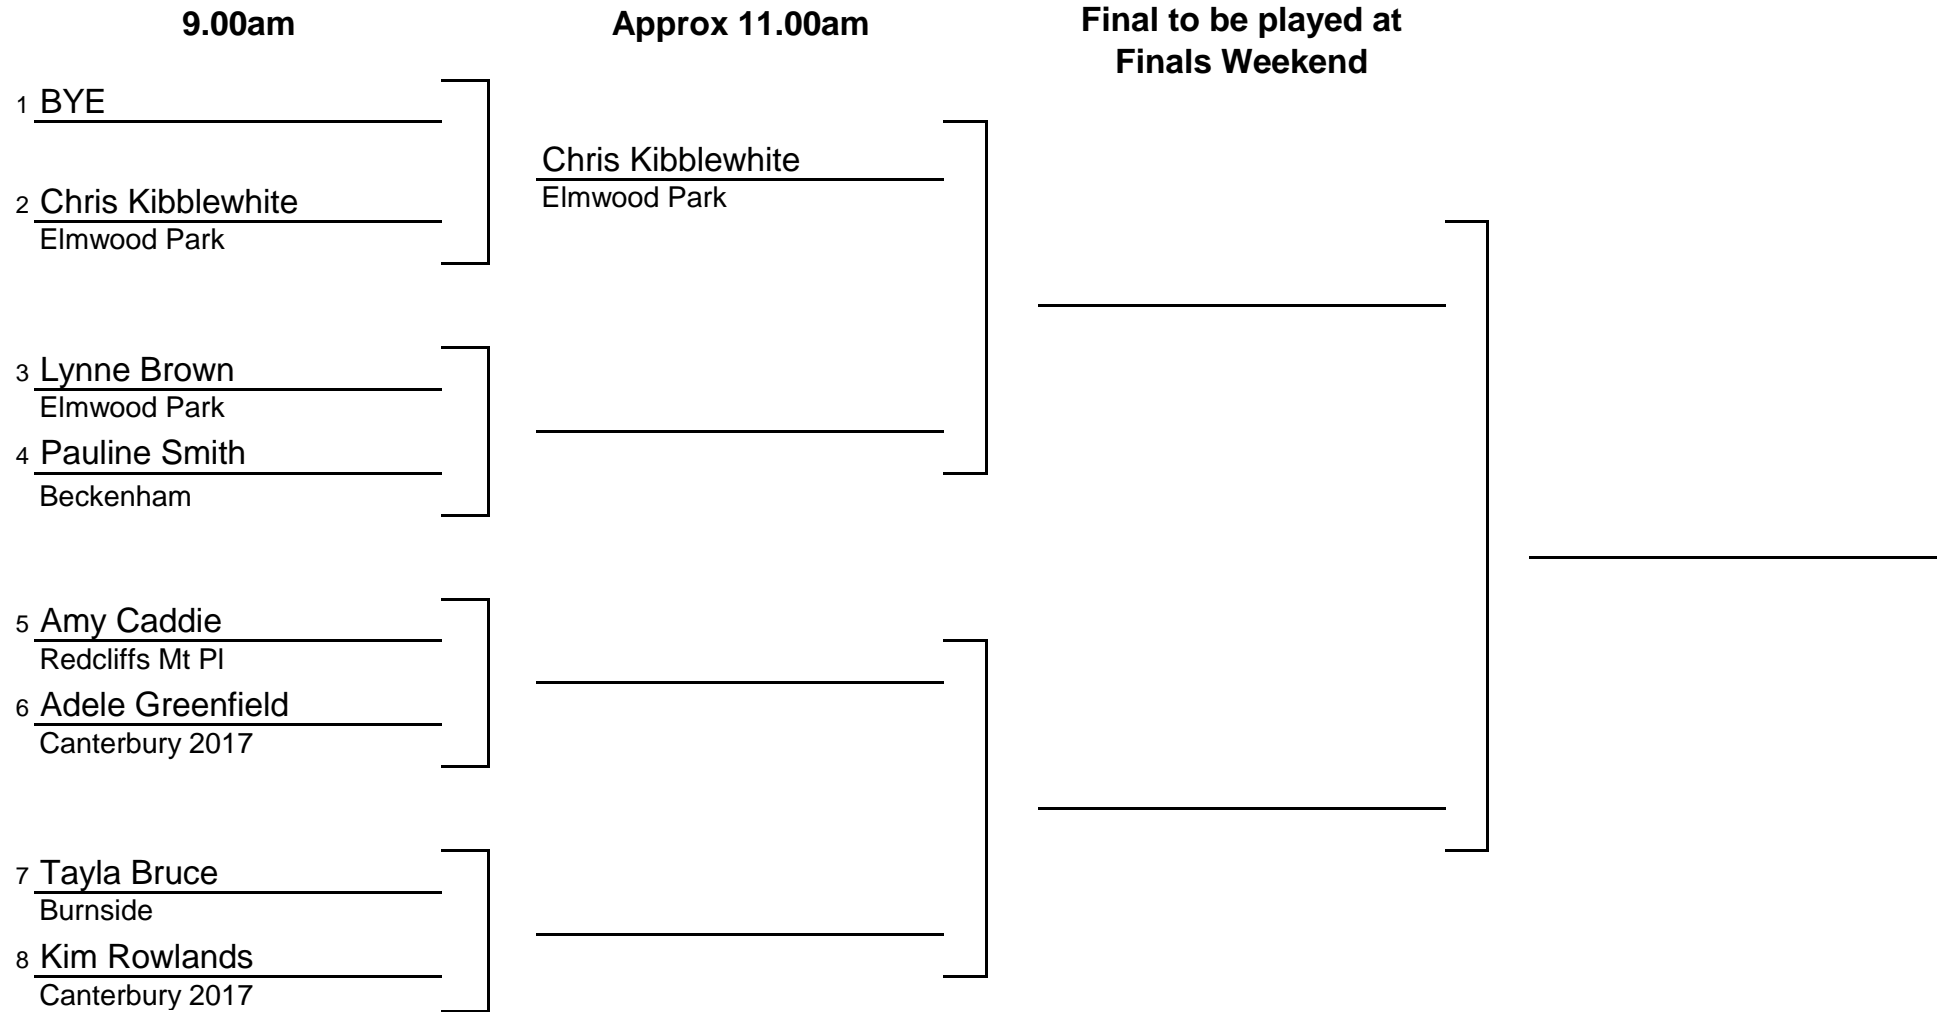 9.00am
Approx 11.00am
Final to be played at
Finals Weekend
1 BYE
2 Chris Kibblewhite
Elmwood Park
Chris Kibblewhite
Elmwood Park
3 Lynne Brown
Elmwood Park
4 Pauline Smith
Beckenham
5 Amy Caddie
Redcliffs Mt Pl
6 Adele Greenfield
Canterbury 2017
7 Tayla Bruce
Burnside
8 Kim Rowlands
Canterbury 2017